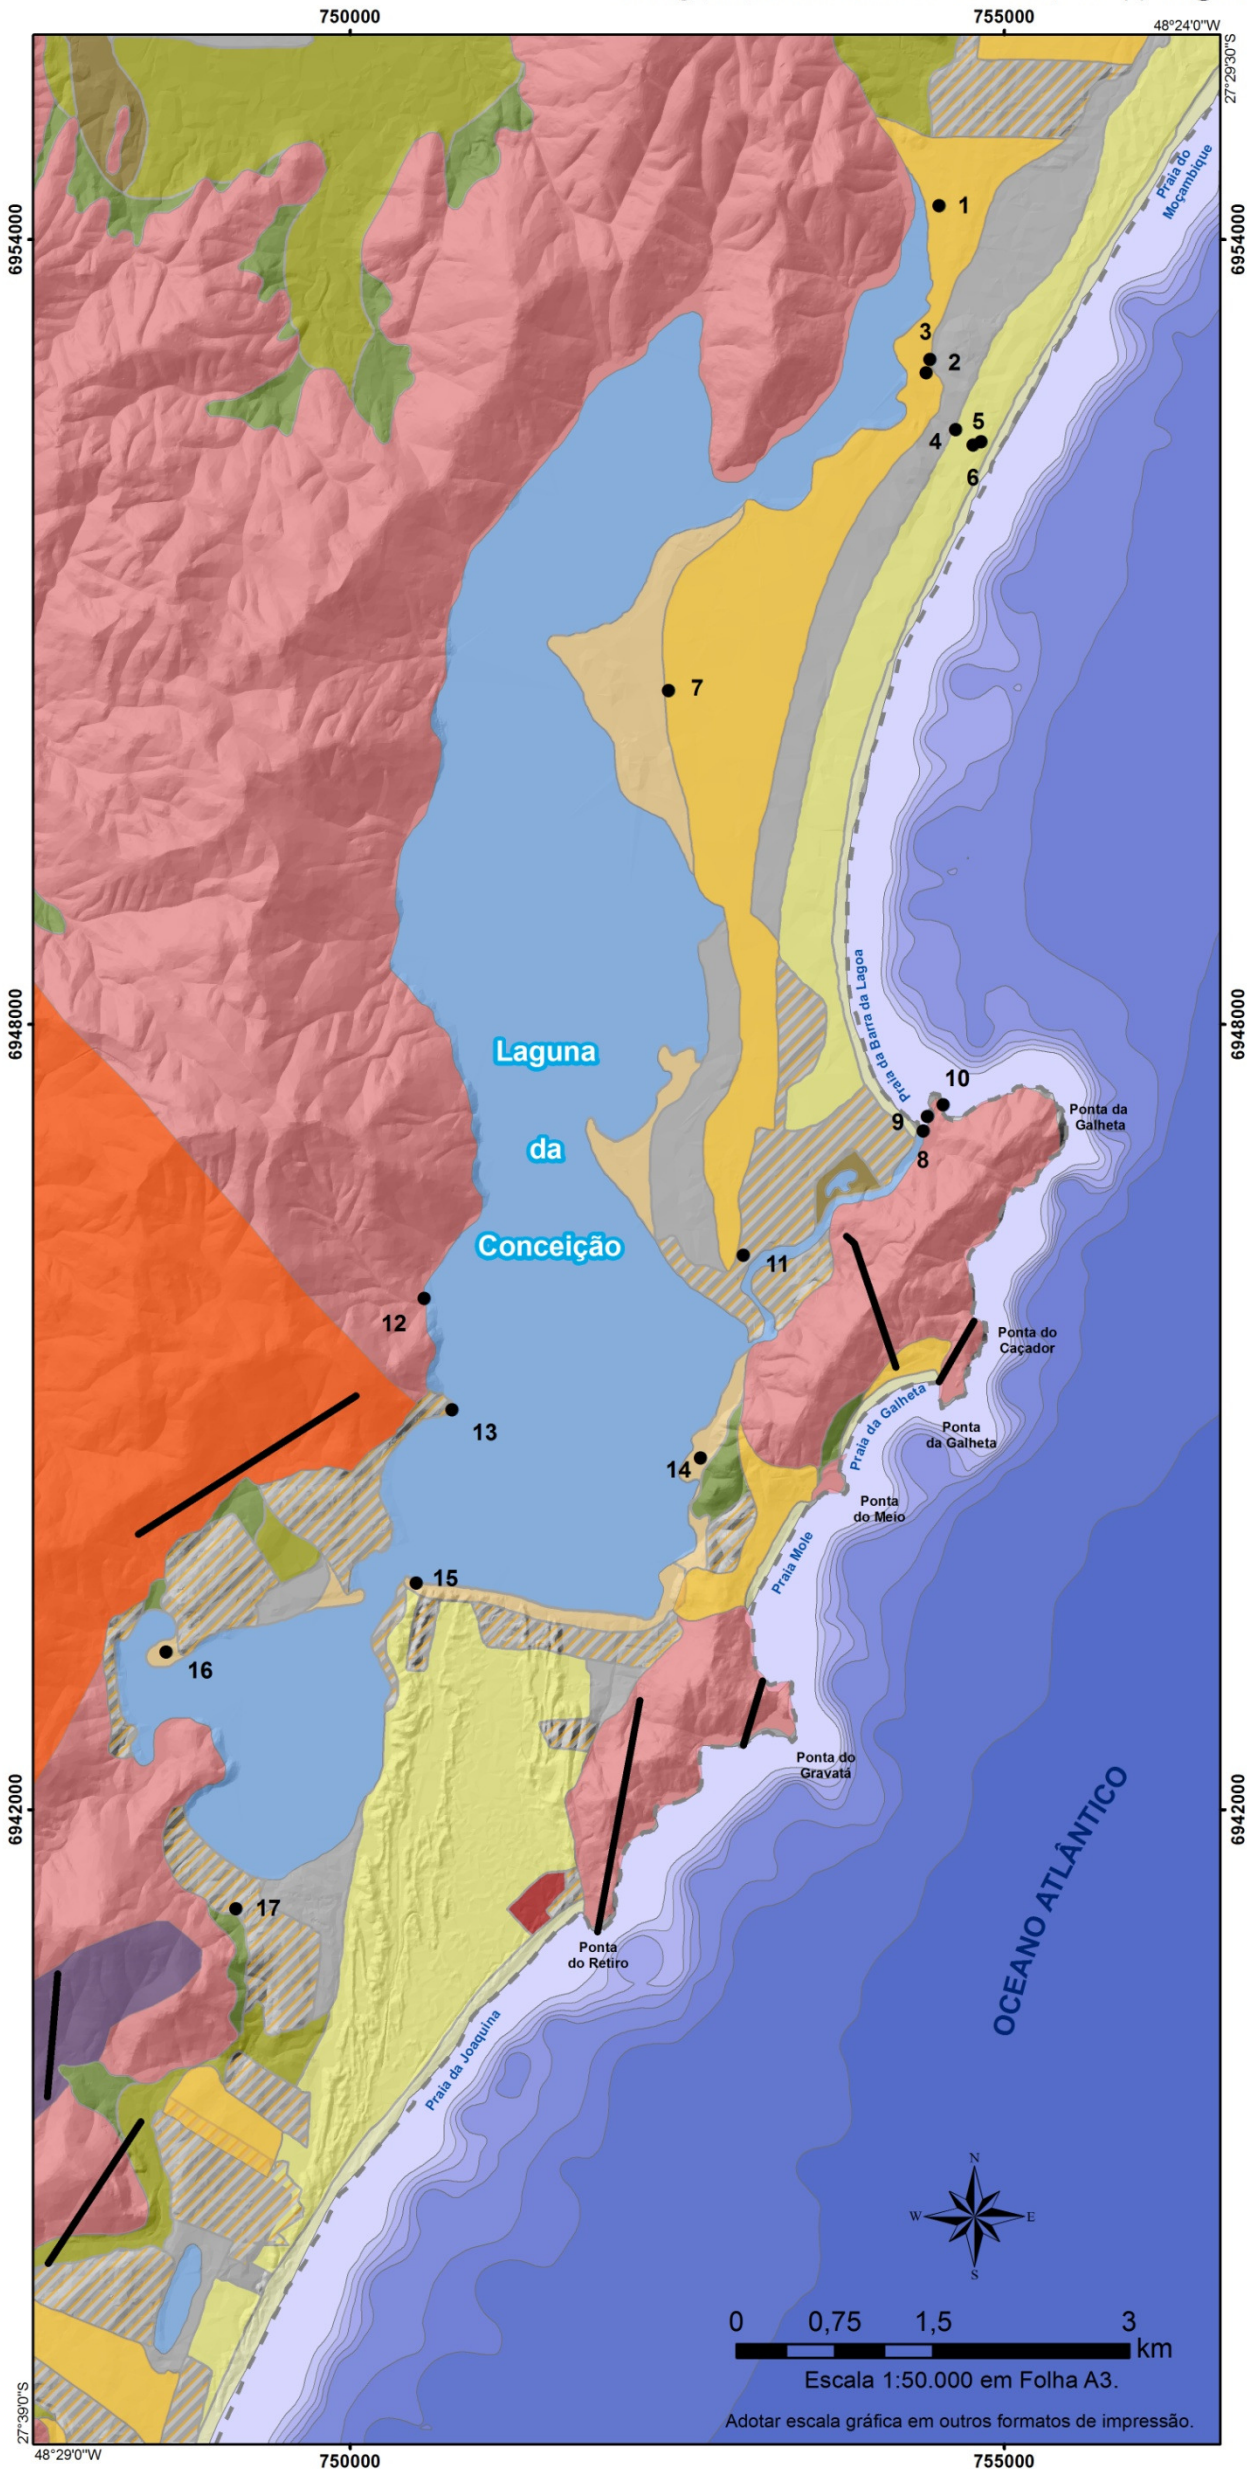 750000
755000
48°24'0"W
27°29'30"S
Praia do
Moçambique
1
6954000
6954000
3
2
5
4
6
7
6948000
6948000
Praia da Barra da Lagoa
Laguna
da
Conceição
10
9
8
Ponta da
Galheta
11
12
Ponta do
Caçador
13
Praia da Galheta
Ponta
da Galheta
14
Ponta
do Meio
Praia Mole
15
16
Ponta do
Gravatá
6942000
6942000
OCEANO ATLÂNTICO
17
Ponta
do Retiro
Praia da Joaquina
N
W
E
S
0 0,75 1,5 3
km
Escala 1:50.000 em Folha A3.
Adotar escala gráfica em outros formatos de impressão.
27°39'0"S
48°29'0"W
750000
755000